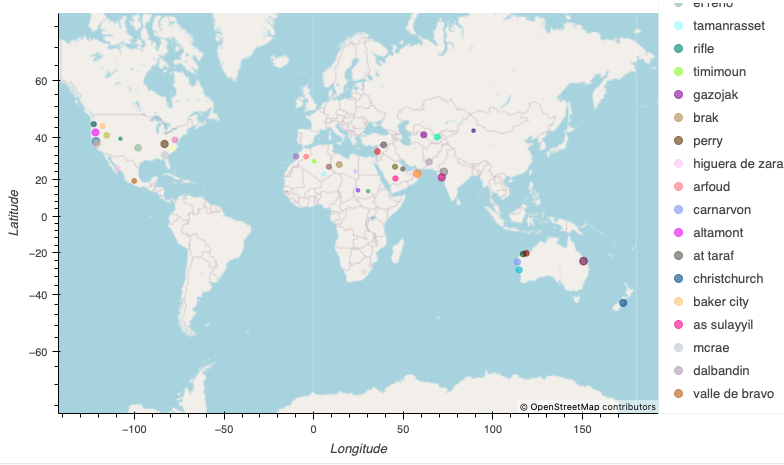 el reno
tamanrasset
rifle
timimoun
gazojak
brak
perry
higuera de zara
arfoud
carnarvon
altamont
at taraf
christchurch
baker city
as sulayyil
mcrae
dalbandin
valle de bravo
60
40
20
0
−20
−40
−60
Latitude
© OpenStreetMap contributors
−100
−50
0
50
100
150
Longitude